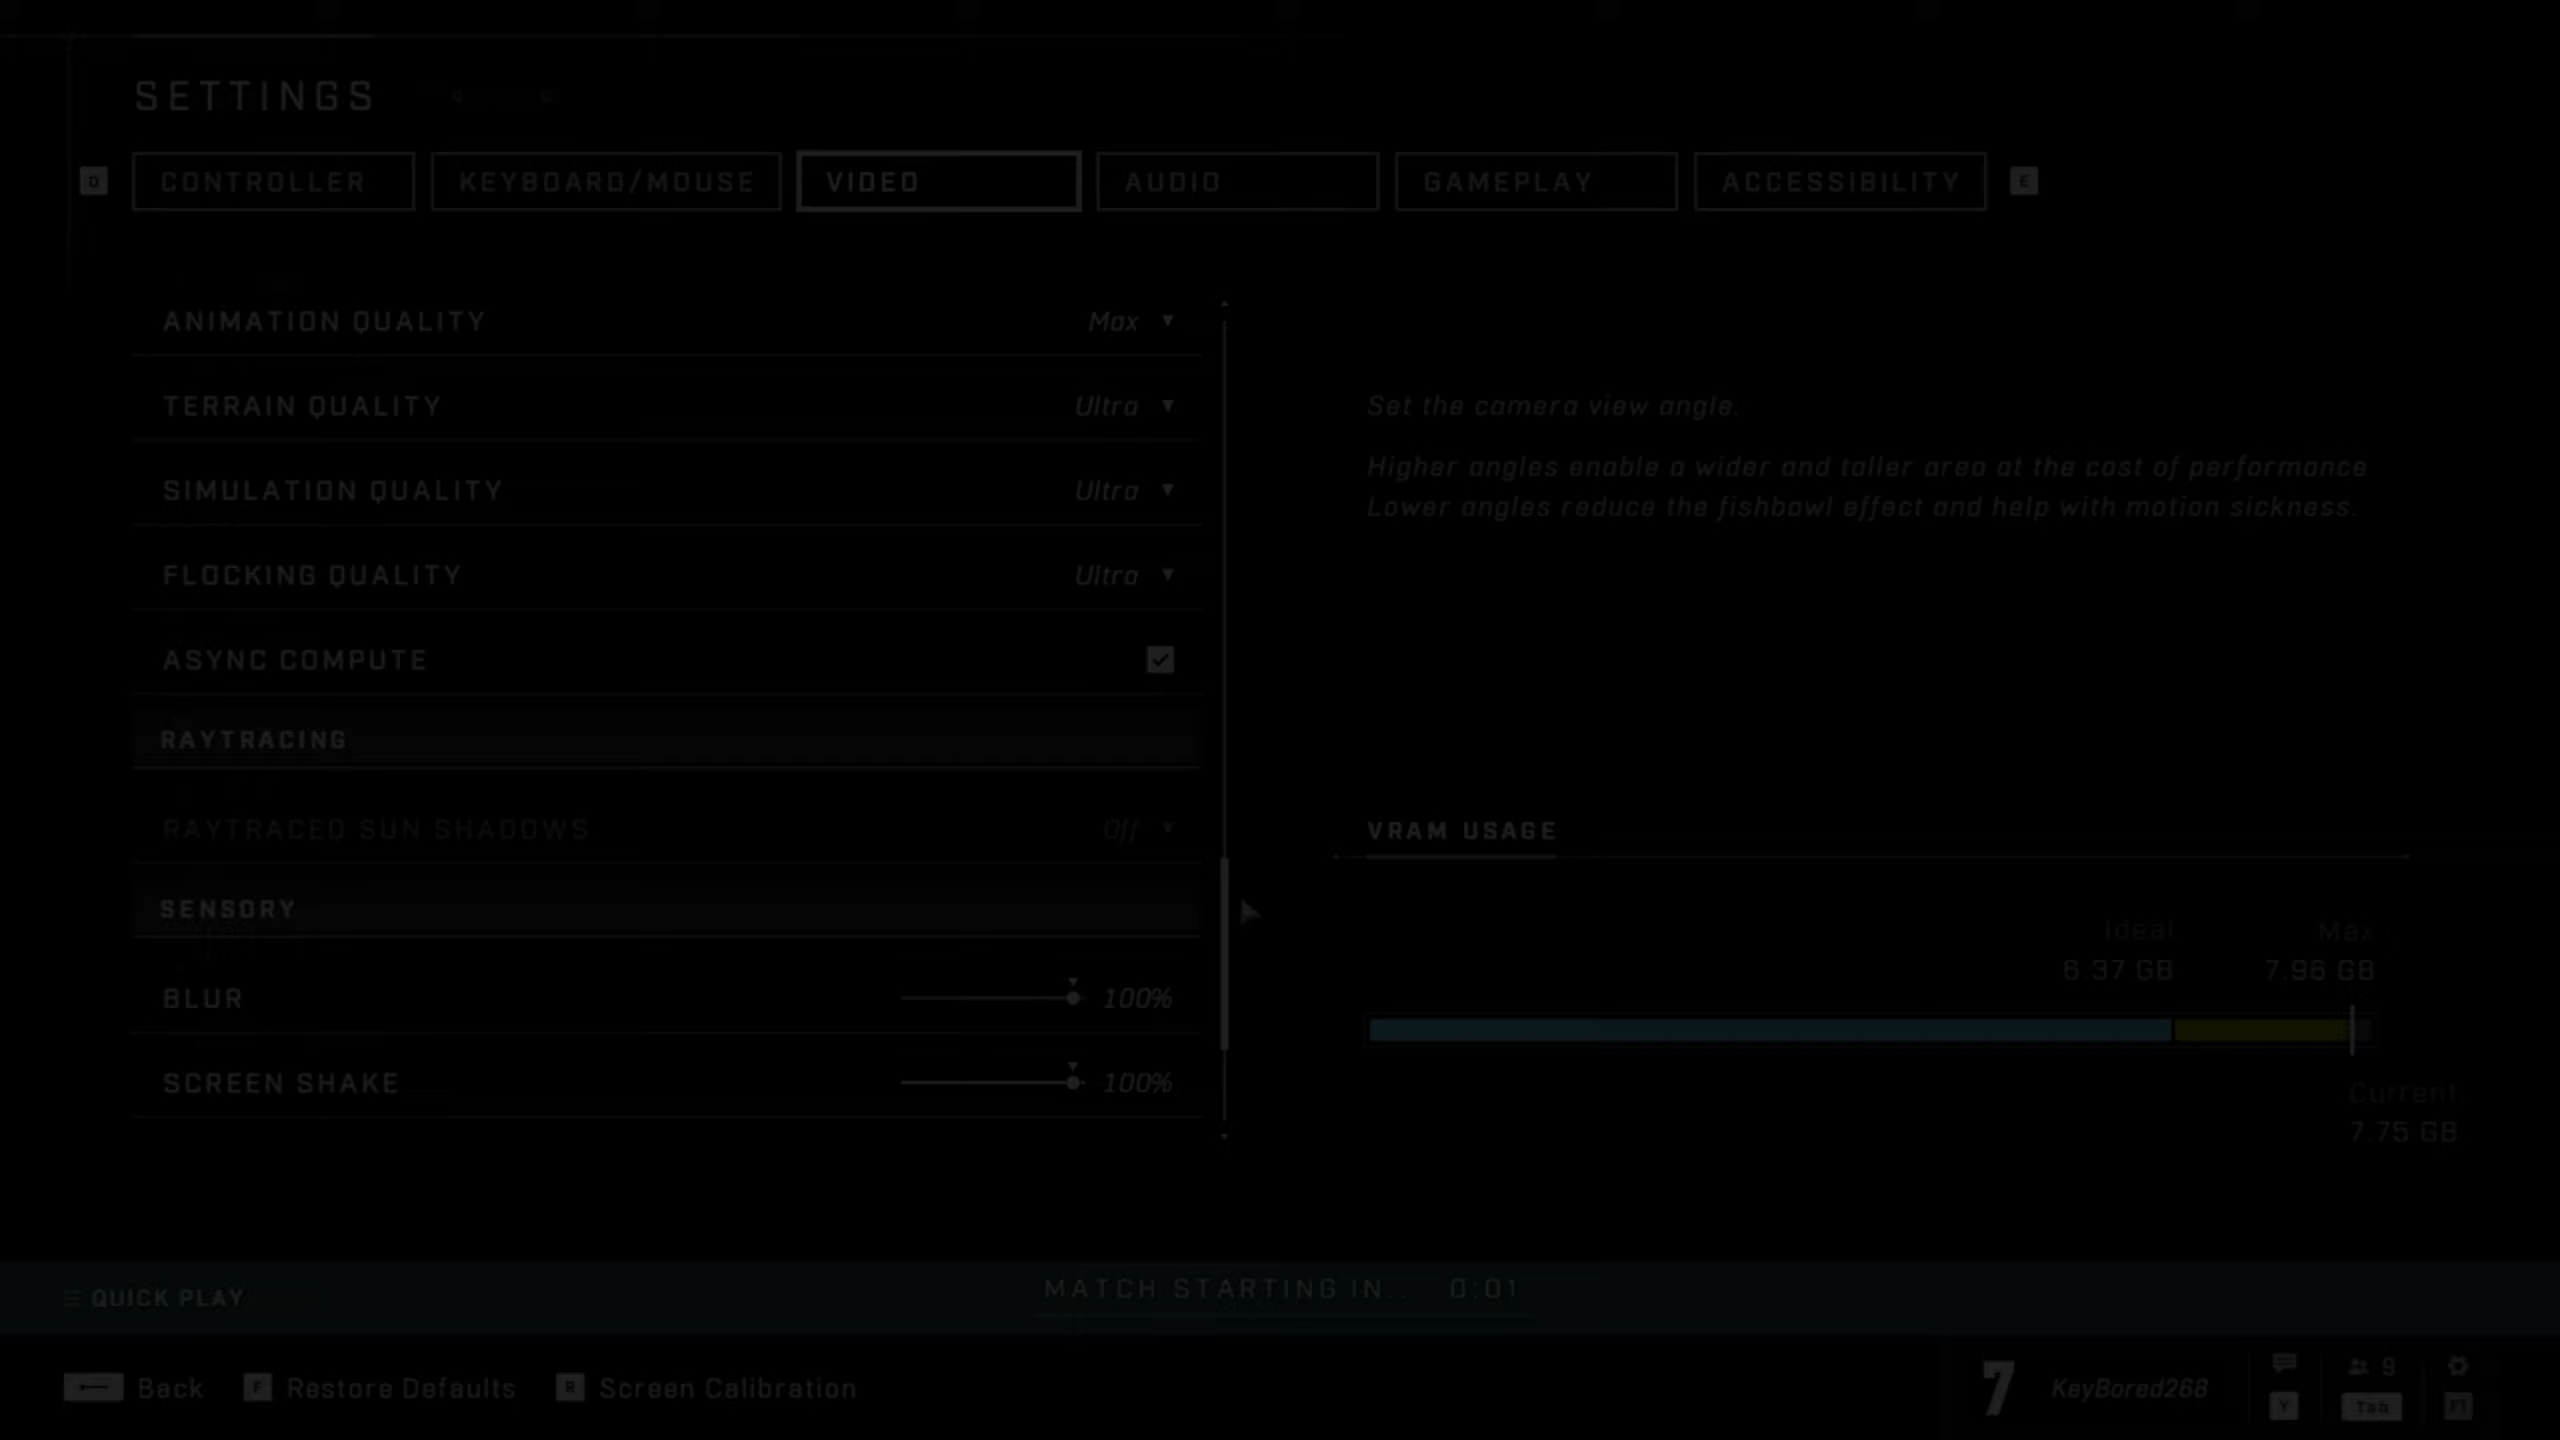 SETTINGS
Q CONTROLLER KEYBOARD/MOUSE VIDEO AUDIO GAMEPLAY ACCESSIBILITY E
ANIMATION QUALITY Max
TERRAIN QUALITY Ultra
SIMULATION QUALITY Ultra
FLOCKING QUALITY Ultra
ASYNC COMPUTE
RAYTRACING
RAYTRACED SUN SHADOWS Off
SENSORY
BLUR 100%
SCREEN SHAKE 100%
Set the camera view angle.
Higher angles enable a wider and taller area at the cost of performance
Lower angles reduce the fishbowl effect and help with motion sickness.
VRAM USAGE
Ideal Max
6.37 GB 7.96 GB
Current
7.75 GB
QUICK PLAY MATCH STARTING IN.. 0:01
Back F Restore Defaults R Screen Calibration
7 KeyBored268 9
Y Tab F1